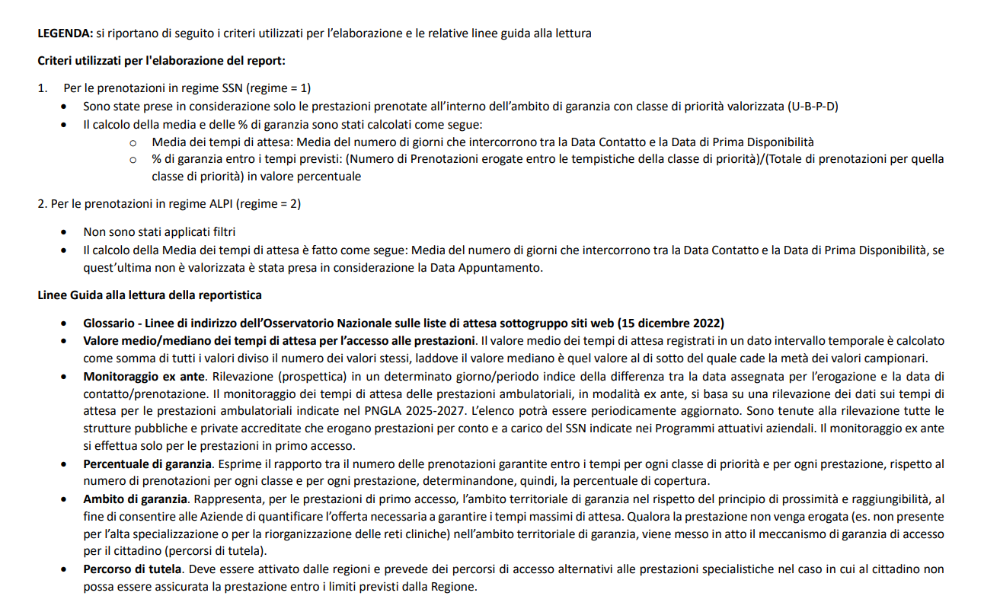 LEGENDA: si riportano di seguito i criteri utilizzati per l’elaborazione e le relative linee guida alla lettura
Criteri utilizzati per l'elaborazione del report:
1. Per le prenotazioni in regime SSN (regime = 1)
• Sono state prese in considerazione solo le prestazioni prenotate all’interno dell’ambito di garanzia con classe di priorità valorizzata (U-B-P-D)
• Il calcolo della media e delle % di garanzia sono stati calcolati come segue:
o Media dei tempi di attesa: Media del numero di giorni che intercorrono tra la Data Contatto e la Data di Prima Disponibilità
o % di garanzia entro i tempi previsti: (Numero di Prenotazioni erogate entro le tempistiche della classe di priorità)/(Totale di prenotazioni per quella
classe di priorità) in valore percentuale
2. Per le prenotazioni in regime ALPI (regime = 2)
• Non sono stati applicati filtri
• Il calcolo della Media dei tempi di attesa è fatto come segue: Media del numero di giorni che intercorrono tra la Data Contatto e la Data di Prima Disponibilità, se
quest’ultima non è valorizzata è stata presa in considerazione la Data Appuntamento.
Linee Guida alla lettura della reportistica
• Glossario - Linee di indirizzo dell’Osservatorio Nazionale sulle liste di attesa sottogruppo siti web (15 dicembre 2022)
• Valore medio/mediano dei tempi di attesa per l’accesso alle prestazioni. Il valore medio dei tempi di attesa registrati in un dato intervallo temporale è calcolato
come somma di tutti i valori diviso il numero dei valori stessi, laddove il valore mediano è quel valore al di sotto del quale cade la metà dei valori campionari.
• Monitoraggio ex ante. Rilevazione (prospettica) in un determinato giorno/periodo indice della differenza tra la data assegnata per l’erogazione e la data di
contatto/prenotazione. Il monitoraggio dei tempi di attesa delle prestazioni ambulatoriali, in modalità ex ante, si basa su una rilevazione dei dati sui tempi di
attesa per le prestazioni ambulatoriali indicate nel PNGLA 2025-2027. L’elenco potrà essere periodicamente aggiornato. Sono tenute alla rilevazione tutte le
strutture pubbliche e private accreditate che erogano prestazioni per conto e a carico del SSN indicate nei Programmi attuativi aziendali. Il monitoraggio ex ante
si effettua solo per le prestazioni in primo accesso.
• Percentuale di garanzia. Esprime il rapporto tra il numero delle prenotazioni garantite entro i tempi per ogni classe di priorità e per ogni prestazione, rispetto al
numero di prenotazioni per ogni classe e per ogni prestazione, determinandone, quindi, la percentuale di copertura.
• Ambito di garanzia. Rappresenta, per le prestazioni di primo accesso, l’ambito territoriale di garanzia nel rispetto del principio di prossimità e raggiungibilità, al
fine di consentire alle Aziende di quantificare l’offerta necessaria a garantire i tempi massimi di attesa. Qualora la prestazione non venga erogata (es. non presente
per l’alta specializzazione o per la riorganizzazione delle reti cliniche) nell’ambito territoriale di garanzia, viene messo in atto il meccanismo di garanzia di accesso
per il cittadino (percorsi di tutela).
• Percorso di tutela. Deve essere attivato dalle regioni e prevede dei percorsi di accesso alternativi alle prestazioni specialistiche nel caso in cui al cittadino non
possa essere assicurata la prestazione entro i limiti previsti dalla Regione.